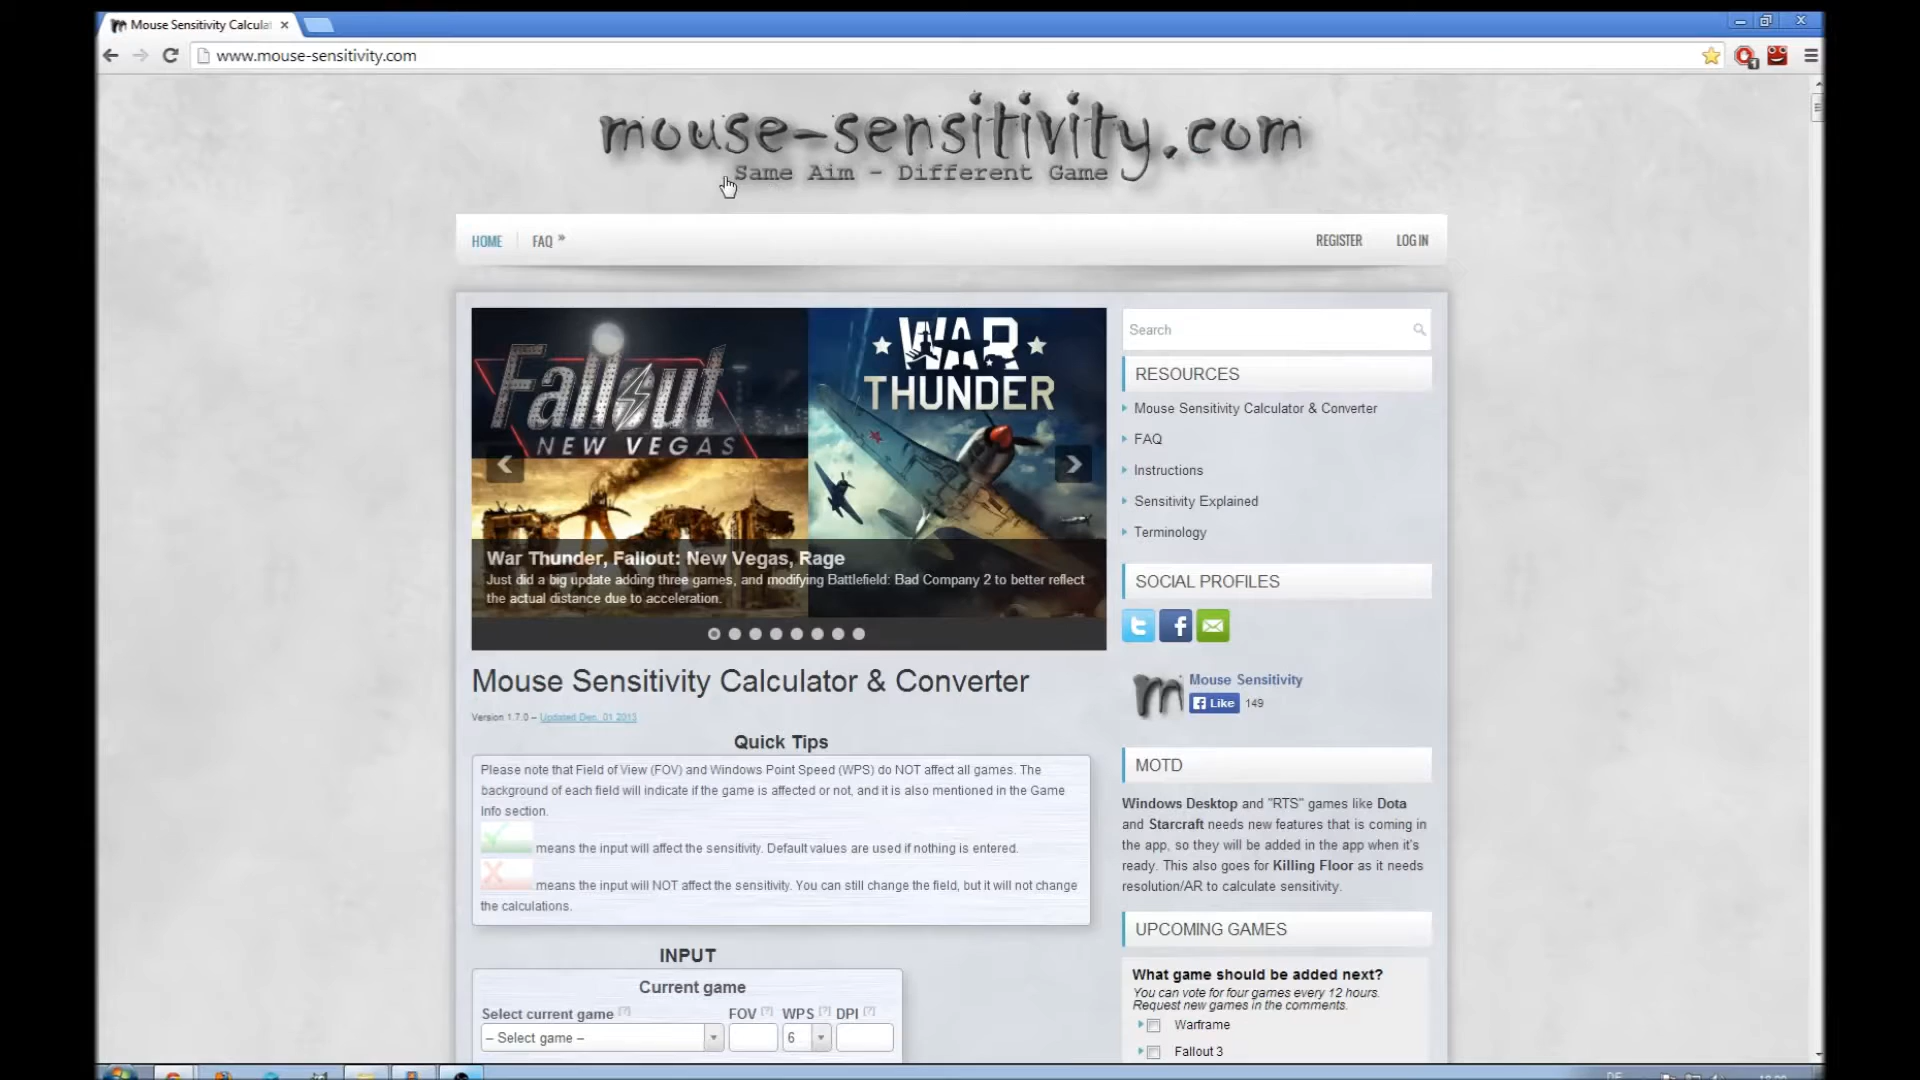 Mouse Sensitivity Calcula
www.mouse-sensitivity.com
mouse-sensitivity.com
Same Aim - Different Game
HOME
FAQ »
REGISTER
LOG IN
Fallout
NEW VEGAS
WAR
THUNDER
War Thunder, Fallout: New Vegas, Rage
Just did a big update adding three games, and modifying Battlefield: Bad Company 2 to better reflect
the actual distance due to acceleration.
Mouse Sensitivity Calculator & Converter
Version 1.7.0 – Updated Den. 01 2013
Quick Tips
Please note that Field of View (FOV) and Windows Point Speed (WPS) do NOT affect all games. The
background of each field will indicate if the game is affected or not, and it is also mentioned in the Game
Info section.
means the input will affect the sensitivity. Default values are used if nothing is entered.
means the input will NOT affect the sensitivity. You can still change the field, but it will not change
the calculations.
INPUT
Current game
Select current game [?] FOV [?] WPS [?] DPI [?]
– Select game – 6
Search
RESOURCES
Mouse Sensitivity Calculator & Converter
FAQ
Instructions
Sensitivity Explained
Terminology
SOCIAL PROFILES
Mouse Sensitivity
Like 149
MOTD
Windows Desktop and "RTS" games like Dota
and Starcraft needs new features that is coming in
the app, so they will be added in the app when it's
ready. This also goes for Killing Floor as it needs
resolution/AR to calculate sensitivity.
UPCOMING GAMES
What game should be added next?
You can vote for four games every 12 hours.
Request new games in the comments.
Warframe
Fallout 3